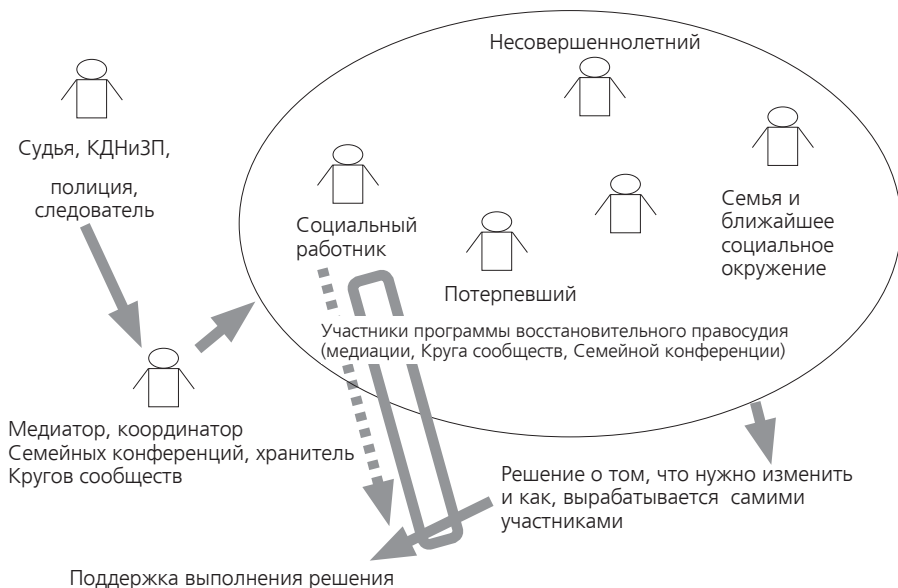 Несовершеннолетний
Судья, КДНиЗП,
полиция,
следователь
Социальный
работник
Семья и
ближайшее
социальное
окружение
Потерпевший
Участники программы восстановительного правосудия
(медиации, Круга сообществ, Семейной конференции)
Медиатор, координатор
Семейных конференций, хранитель
Кругов сообществ
Решение о том, что нужно изменить
и как, вырабатывается самими
участниками
Поддержка выполнения решения